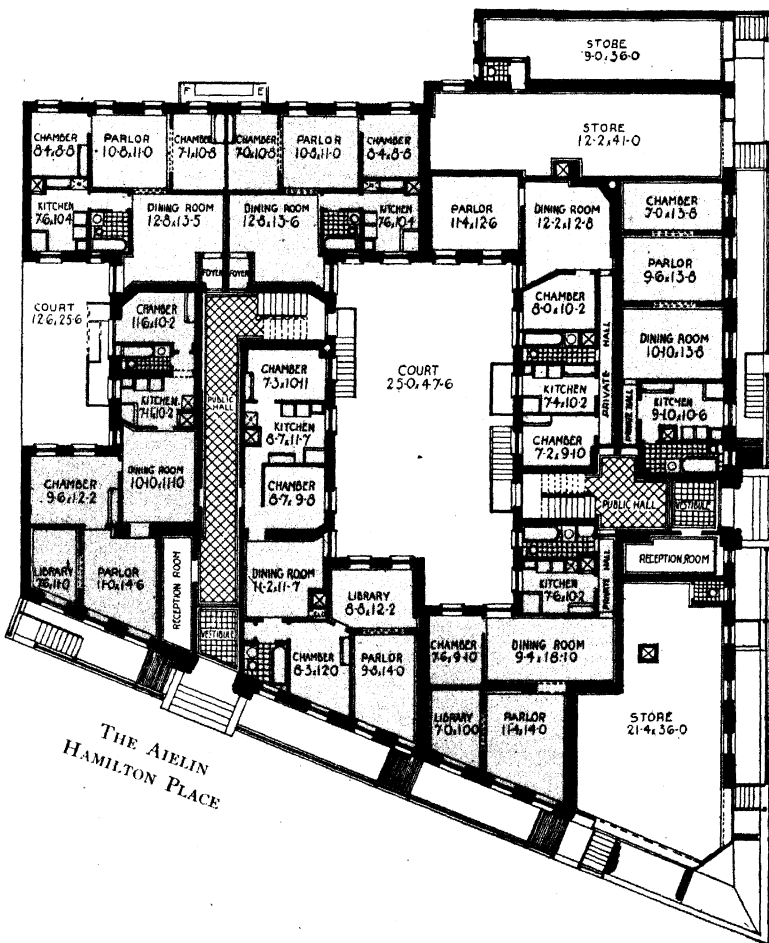 STORE
9-0 x 36-0
STORE
12-2 x 41-0
F
E
CHAMBER
8-4 x 8-8
PARLOR
10-8 x 11-0
CHAMBER
7-1 x 10-8
CHAMBER
7-0 x 10-8
PARLOR
10-8 x 11-0
CHAMBER
8-4 x 8-8
KITCHEN
7-6 x 10-4
DINING ROOM
12-8 x 13-5
DINING ROOM
12-8 x 13-6
KITCHEN
7-6 x 10-4
PARLOR
11-4 x 12-6
DINING ROOM
12-2 x 12-8
CHAMBER
7-0 x 13-8
PARLOR
9-6 x 13-8
FOYER
FOYER
COURT
12-6 x 25-6
CHAMBER
11-6 x 10-2
CHAMBER
8-0 x 10-2
DINING ROOM
10-10 x 13-8
COURT
25-0 x 47-6
CHAMBER
7-3 x 10-11
KITCHEN
7-11 x 10-2
PUBLIC
HALL
KITCHEN
8-7 x 11-7
KITCHEN
7-4 x 10-2
PRIVATE HALL
PRIVATE HALL
KITCHEN
9-10 x 10-6
CHAMBER
7-2 x 9-10
CHAMBER
9-6 x 12-2
DINING ROOM
10-10 x 11-10
CHAMBER
8-7 x 9-8
PUBLIC HALL
VESTIBULE
LIBRARY
7-6 x 11-0
PARLOR
11-0 x 14-6
RECEPTION ROOM
DINING ROOM
11-2 x 11-7
LIBRARY
8-8 x 12-2
KITCHEN
7-6 x 10-2
PRIVATE HALL
RECEPTION ROOM
VESTIBULE
CHAMBER
8-3 x 12-0
PARLOR
9-8 x 14-0
CHAMBER
7-6 x 9-10
DINING ROOM
9-4 x 18-10
LIBRARY
7-0 x 10-0
PARLOR
11-4 x 14-0
STORE
21-4 x 36-0
THE AIELIN
HAMILTON PLACE